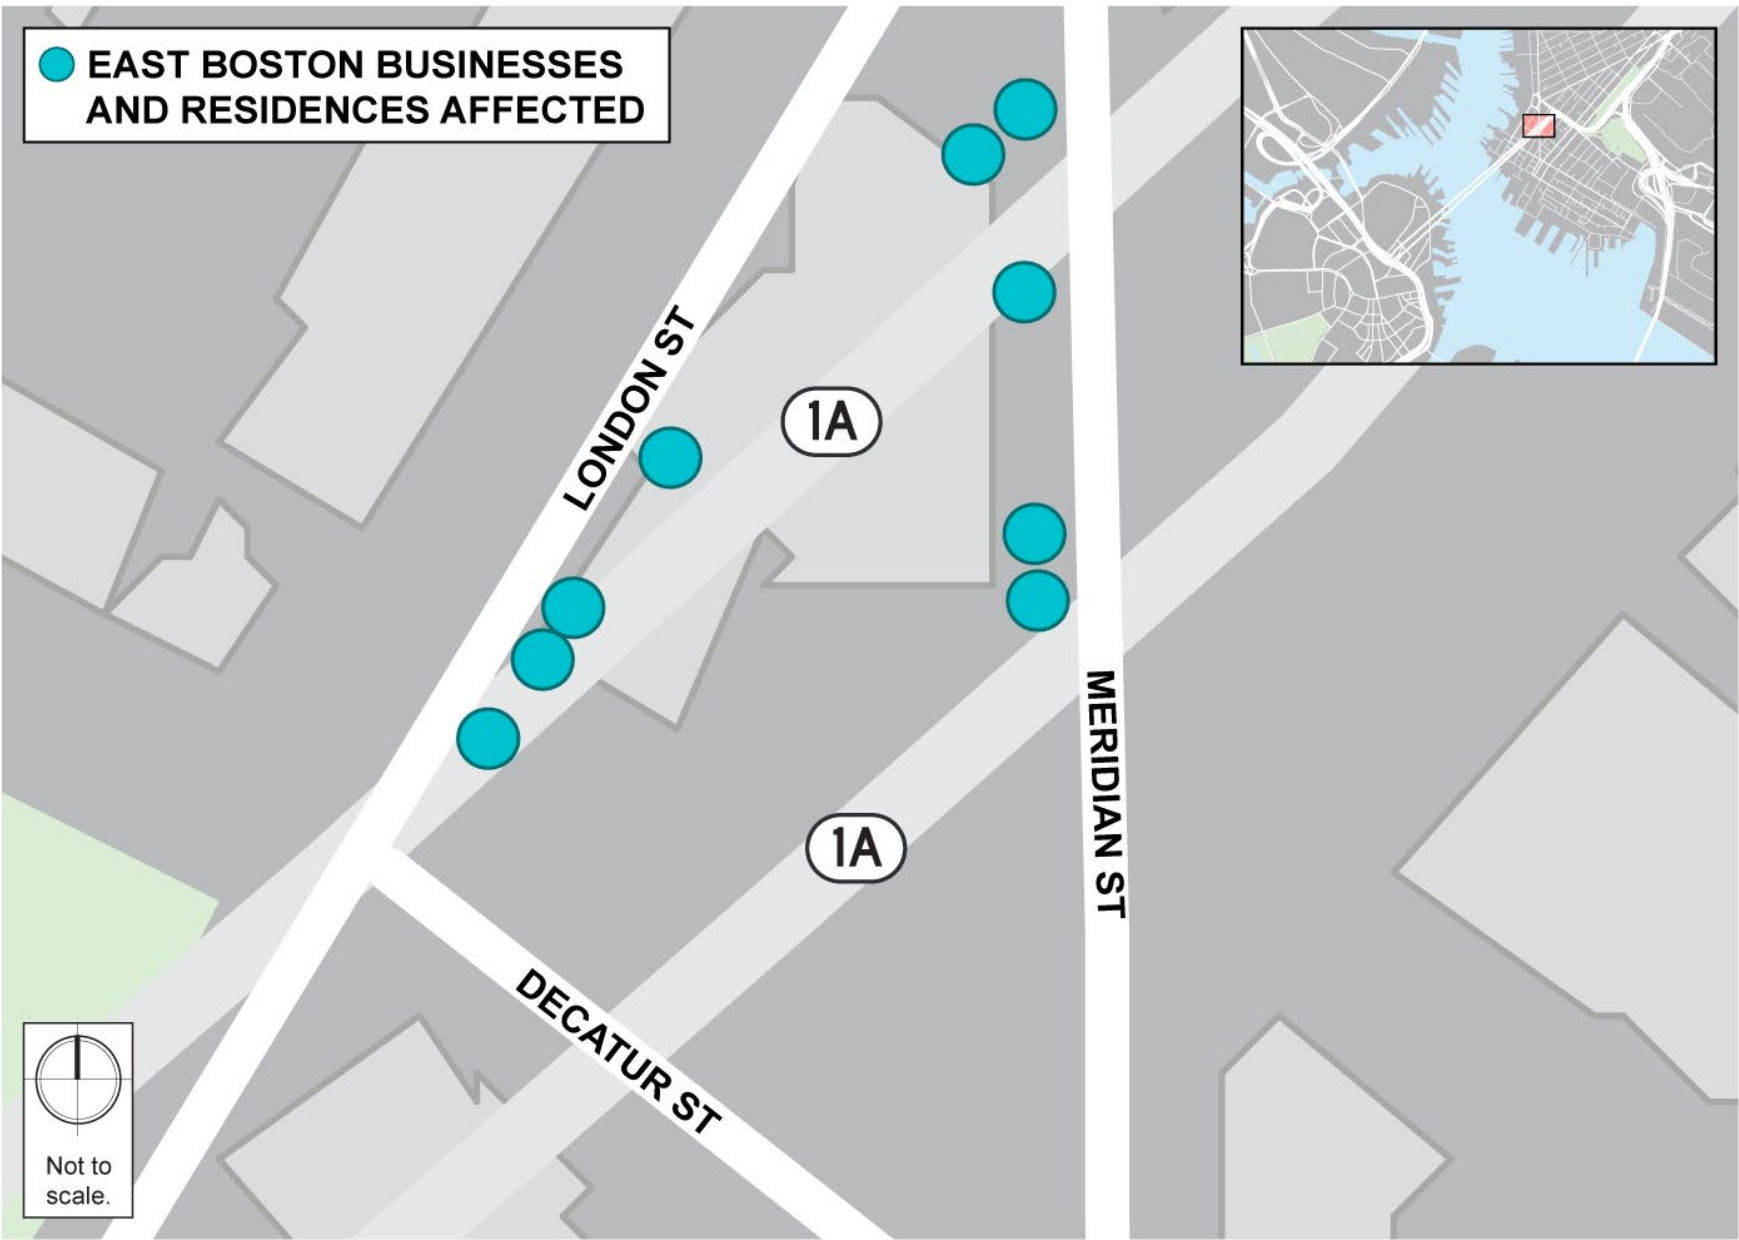 EAST BOSTON BUSINESSES
AND RESIDENCES AFFECTED
LONDON ST
1A
MERIDIAN ST
1A
DECATUR ST
Not to
scale.